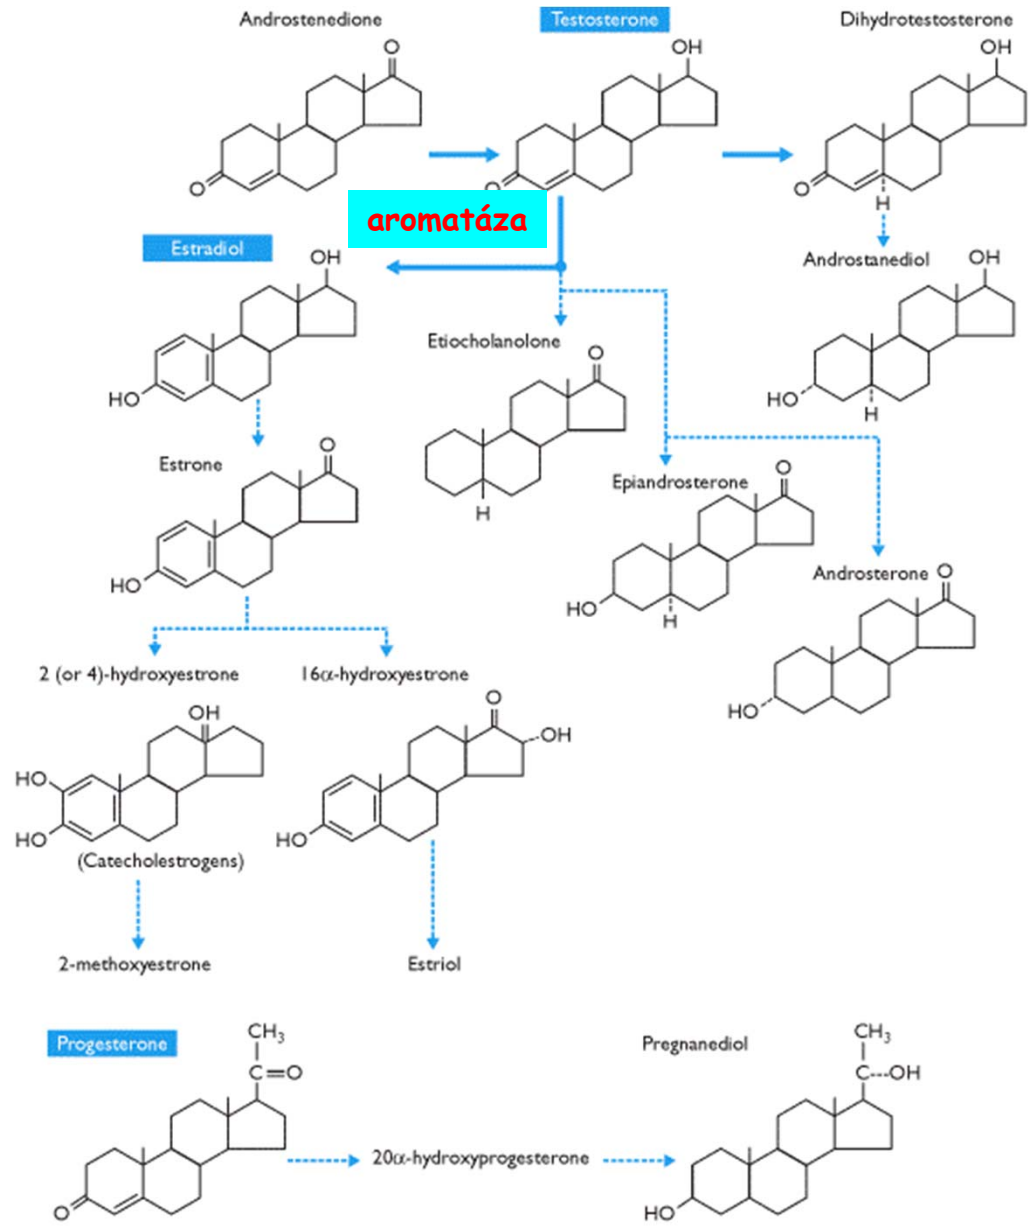 Androstenedione
Testosterone
Dihydrotestosterone
O
OH
OH
O
O
O
H
aromatáza
Estradiol
OH
Androstanediol
OH
Etiocholanolone
O
HO
HO
H
Estrone
O
Epiandrosterone
O
H
HO
Androsterone
O
HO
H
2 (or 4)-hydroxyestrone
16α-hydroxyestrone
HO
OH
O
OH
HO
HO
HO
(Catecholestrogens)
2-methoxyestrone
Estriol
Progesterone
CH3
C=O
Pregnanediol
CH3
C---OH
20α-hydroxyprogesterone
O
HO